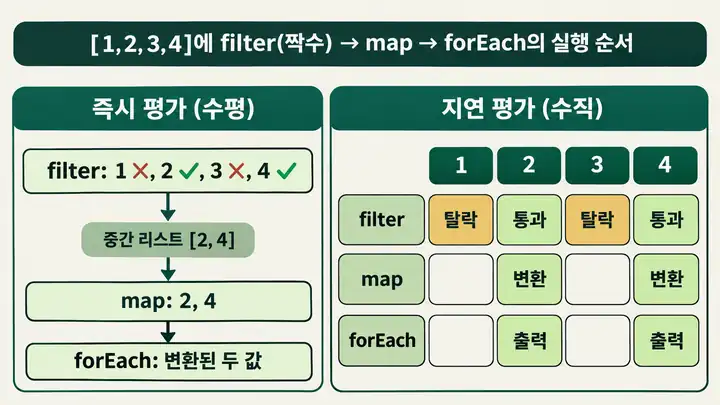 [1,2,3,4]에 filter(짝수) → map → forEach의 실행 순서
즉시 평가 (수평)
filter: 1 ✕, 2 ✓, 3 ✕, 4 ✓
중간 리스트 [2,4]
map: 2, 4
forEach: 변환된 두 값
지연 평가 (수직)
1 2 3 4
filter 탈락 통과 탈락 통과
map 변환 변환
forEach 출력 출력